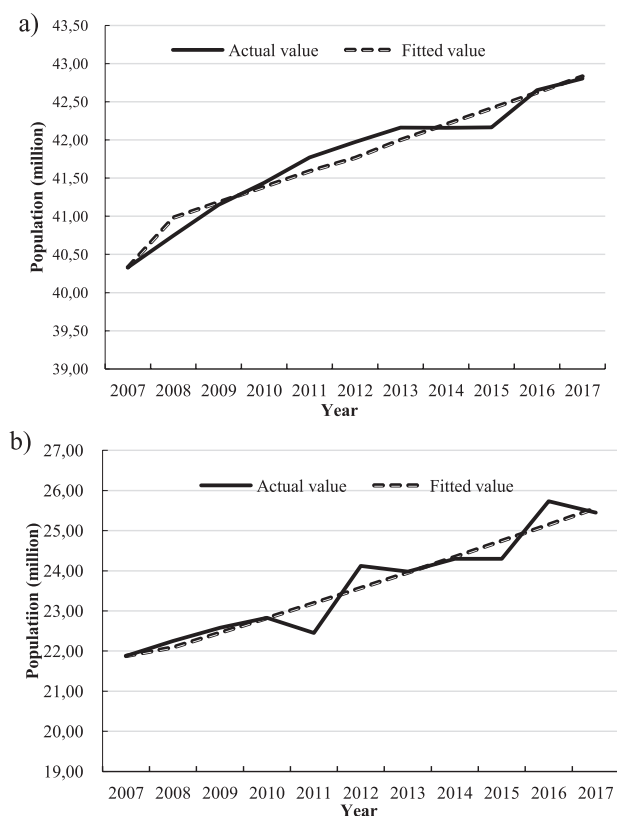 a)
43,50
43,00
42,50
42,00
41,50
41,00
40,50
40,00
39,50
39,00
Population (million)
Actual value Fitted value
2007 2008 2009 2010 2011 2012 2013 2014 2015 2016 2017
Year
b)
27,00
26,00
25,00
24,00
23,00
22,00
21,00
20,00
19,00
Populatiion (million)
Actual value Fitted value
2007 2008 2009 2010 2011 2012 2013 2014 2015 2016 2017
Year